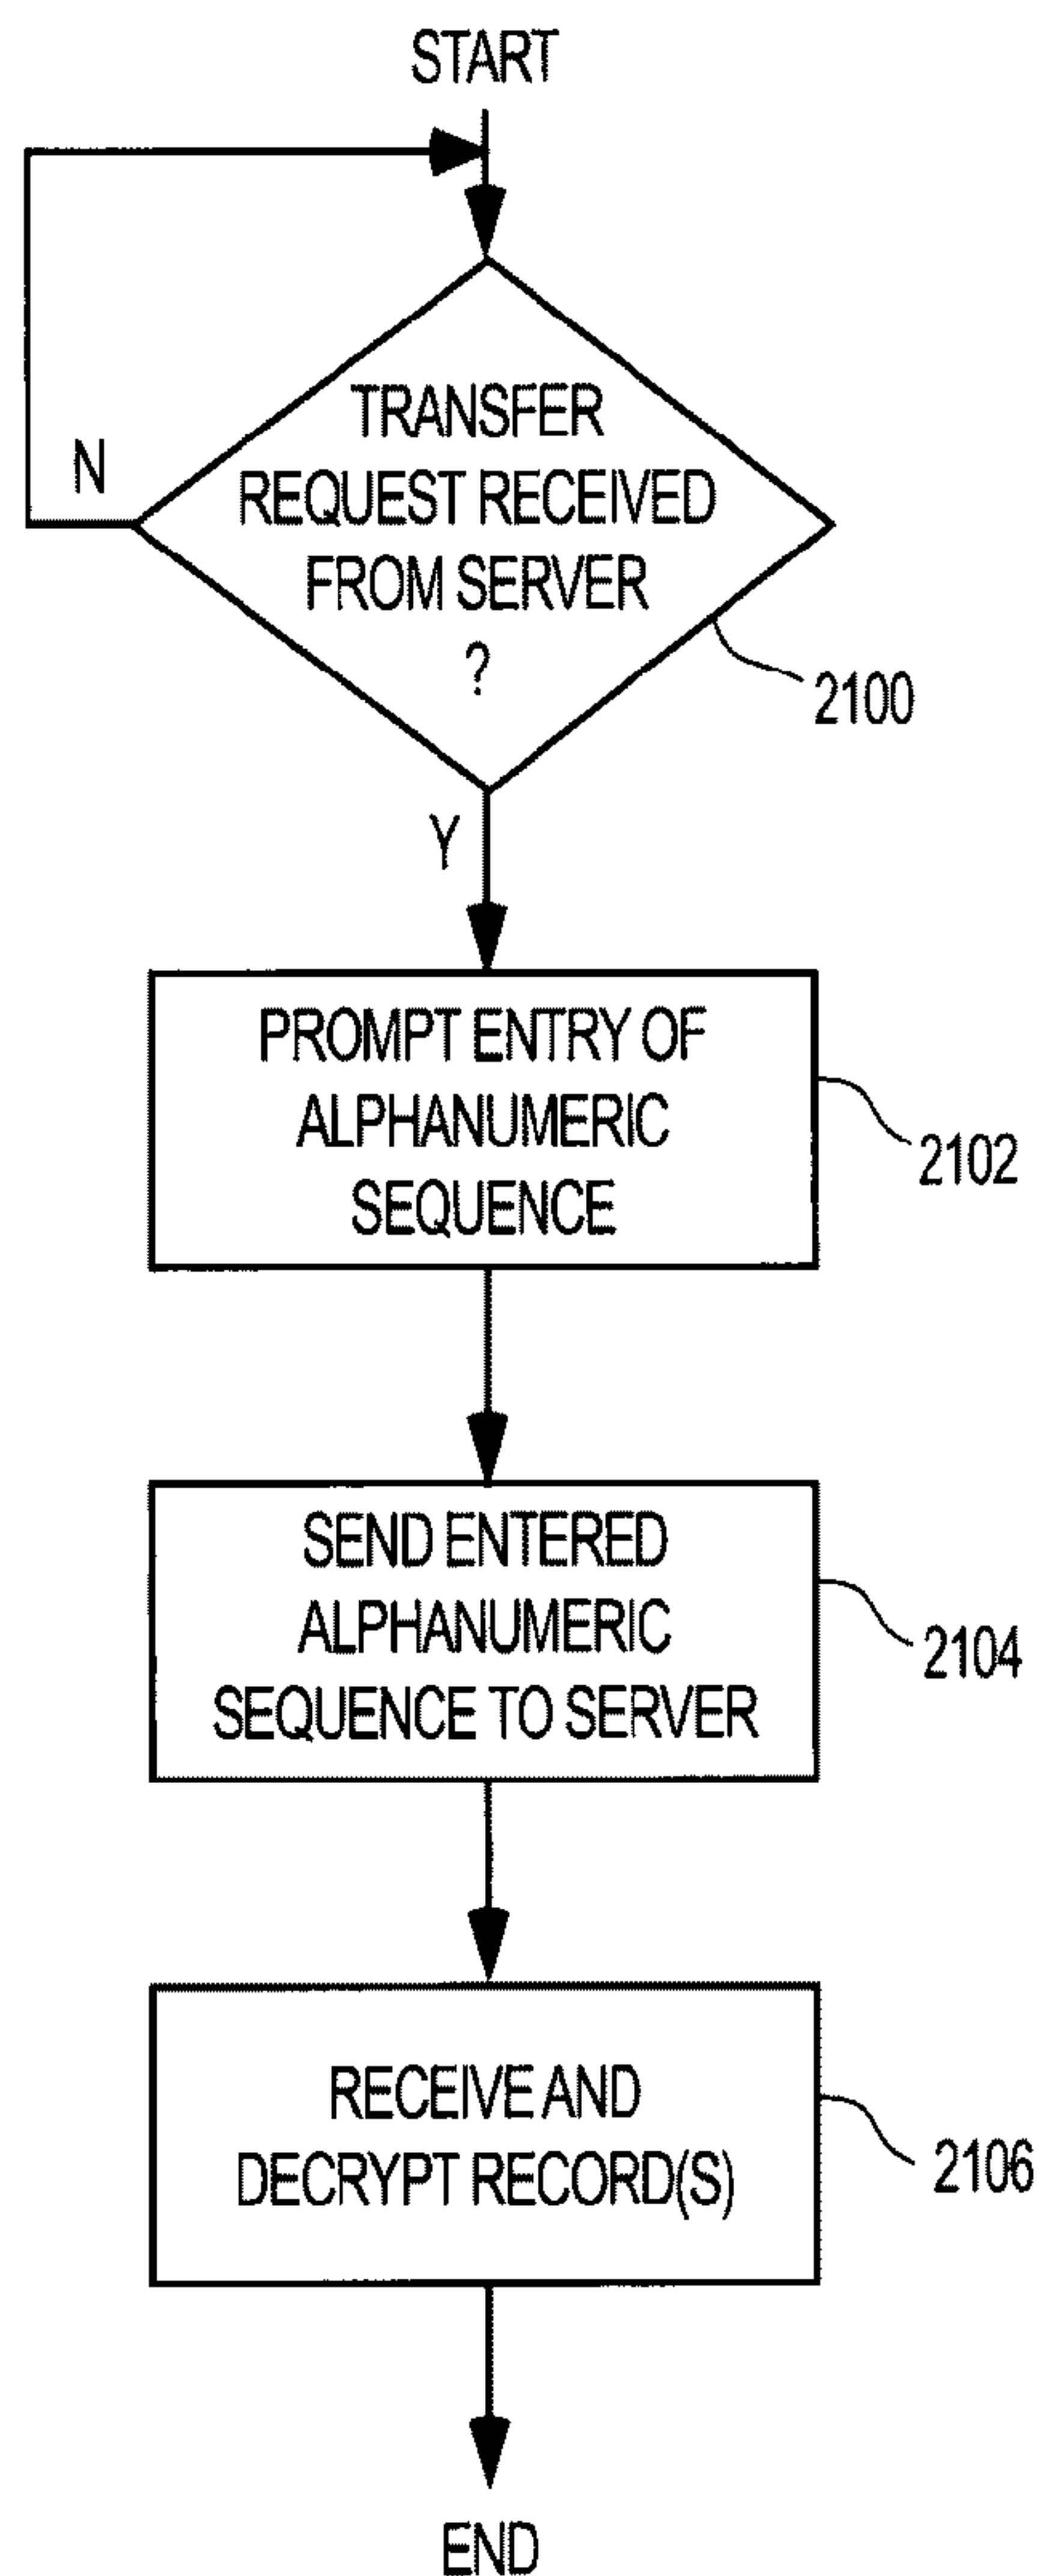 START
TRANSFER
REQUEST RECEIVED
FROM SERVER
?
N
2100
Y
PROMPT ENTRY OF
ALPHANUMERIC
SEQUENCE
2102
SEND ENTERED
ALPHANUMERIC
SEQUENCE TO SERVER
2104
RECEIVE AND
DECRYPT RECORD(S)
2106
END